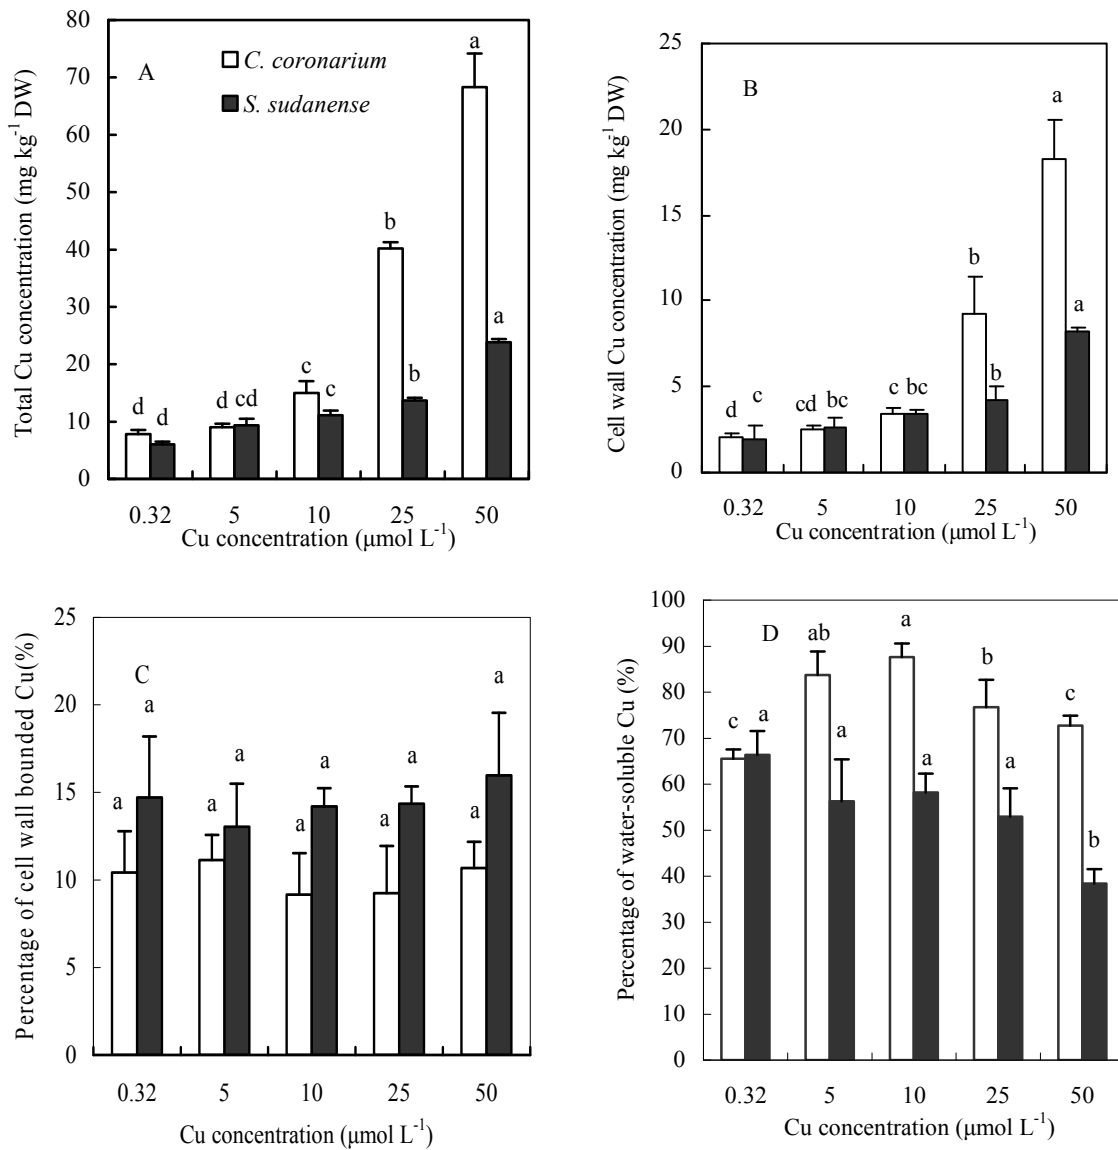 Total Cu concentration (mg kg⁻¹ DW)
80
70
60
50
40
30
20
10
0
A
C. coronarium
S. sudanense
d
d
d
cd
c
c
b
b
a
a
0.32
5
10
25
50
Cu concentration (μmol L⁻¹)
Cell wall Cu concentration (mg kg⁻¹ DW)
25
20
15
10
5
0
B
d
c
cd
bc
c
bc
b
b
a
a
0.32
5
10
25
50
Cu concentration (μmol L⁻¹)
Percentage of cell wall bounded Cu(%)
25
20
15
10
5
0
C
a
a
a
a
a
a
a
a
a
a
0.32
5
10
25
50
Cu concentration (μmol L⁻¹)
Percentage of water-soluble Cu (%)
100
90
80
70
60
50
40
30
20
10
0
D
c
a
ab
a
a
a
b
a
c
b
0.32
5
10
25
50
Cu concentration (μmol L⁻¹)